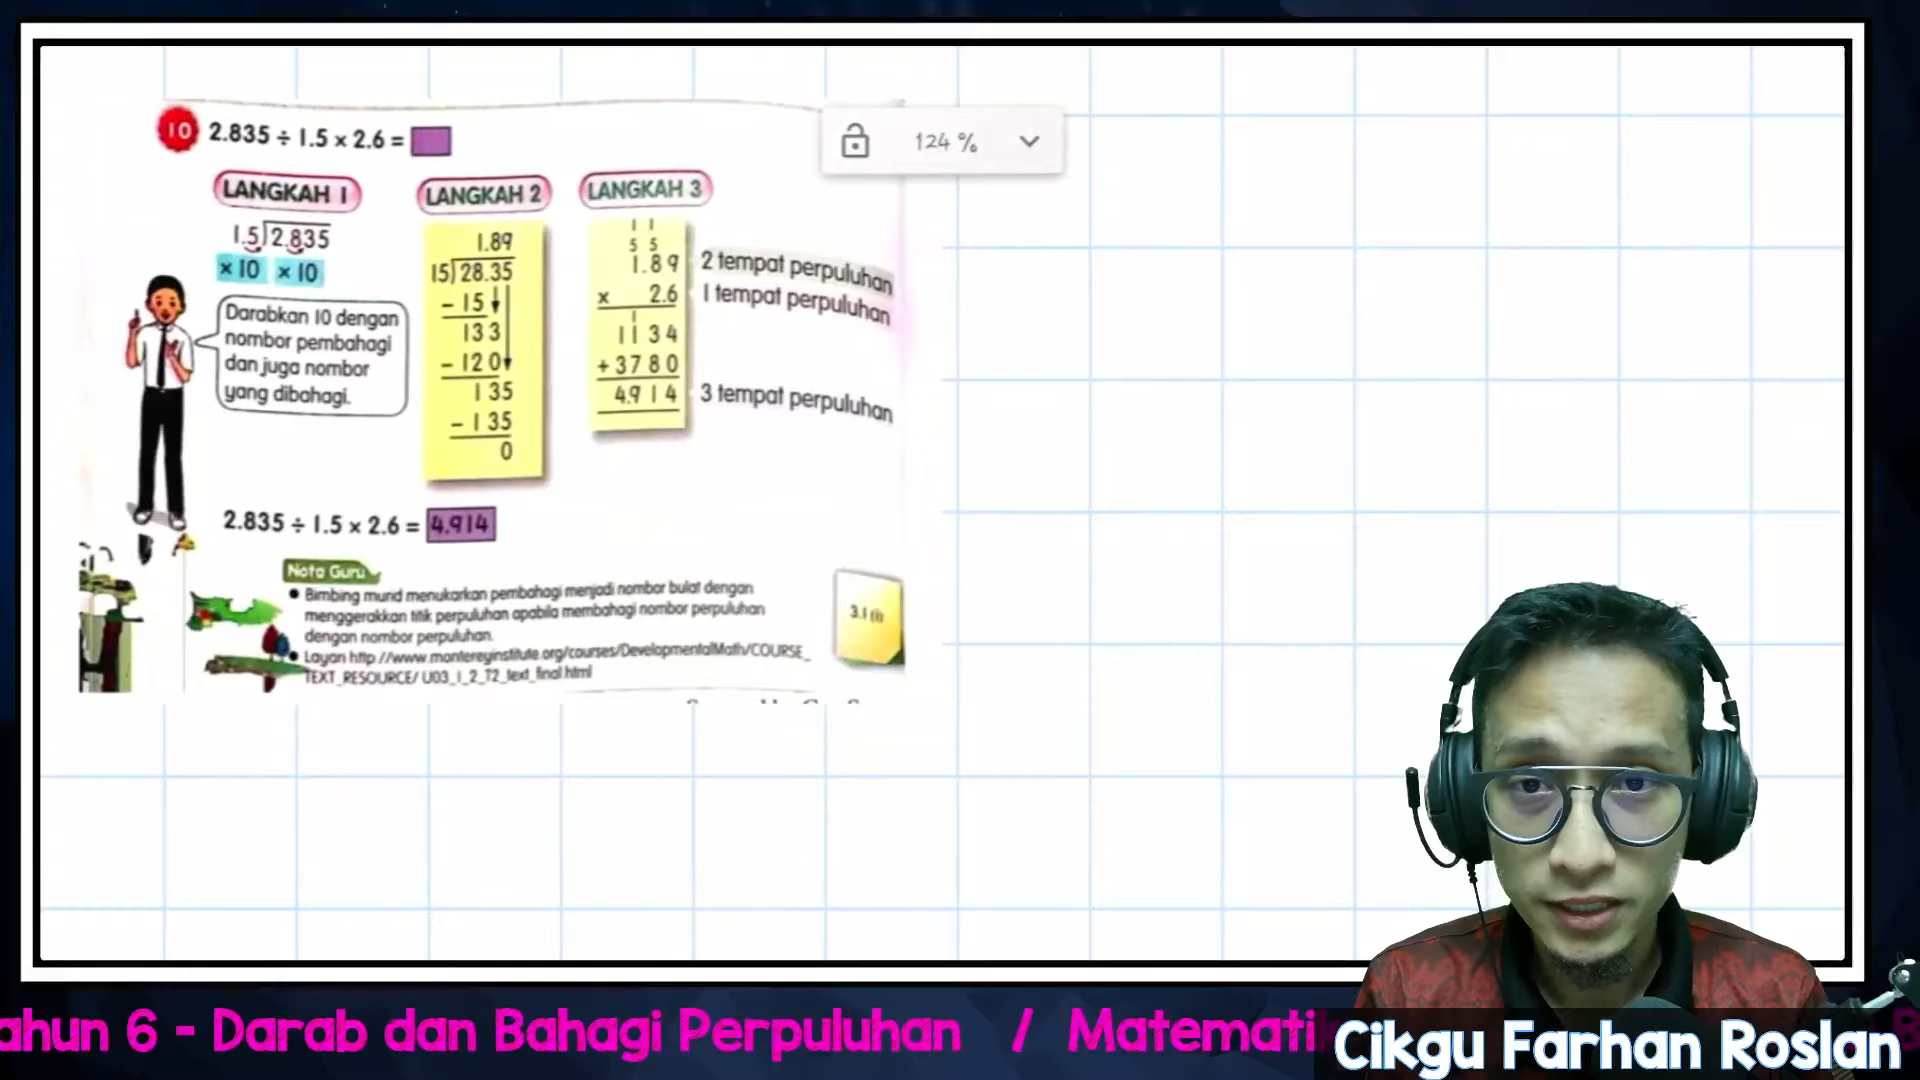 10 2.835 ÷ 1.5 × 2.6 =
124 %
LANGKAH 1
1.5)2.835
× 10 × 10
Darabkan 10 dengan
nombor pembahagi
dan juga nombor
yang dibahagi.
LANGKAH 2
1.89
15)28.35
- 15
133
- 120
135
- 135
0
LANGKAH 3
1 1
5 5
1.89 2 tempat perpuluhan
× 2.6 1 tempat perpuluhan
1
1134
+ 3780
4.914 3 tempat perpuluhan
2.835 ÷ 1.5 × 2.6 = 4.914
Nota Guru
• Bimbing murid menukarkan pembahagi menjadi nombor bulat dengan
menggerakkan titik perpuluhan apabila membahagi nombor perpuluhan
dengan nombor perpuluhan.
• Layari http://www.montereyinstitute.org/courses/DevelopmentalMath/COURSE_
TEXT_RESOURCE/ U03_1_2_T2_text_final.html
3.1 (i)
ahun 6 - Darab dan Bahagi Perpuluhan / Matemati
Cikgu Farhan Roslan